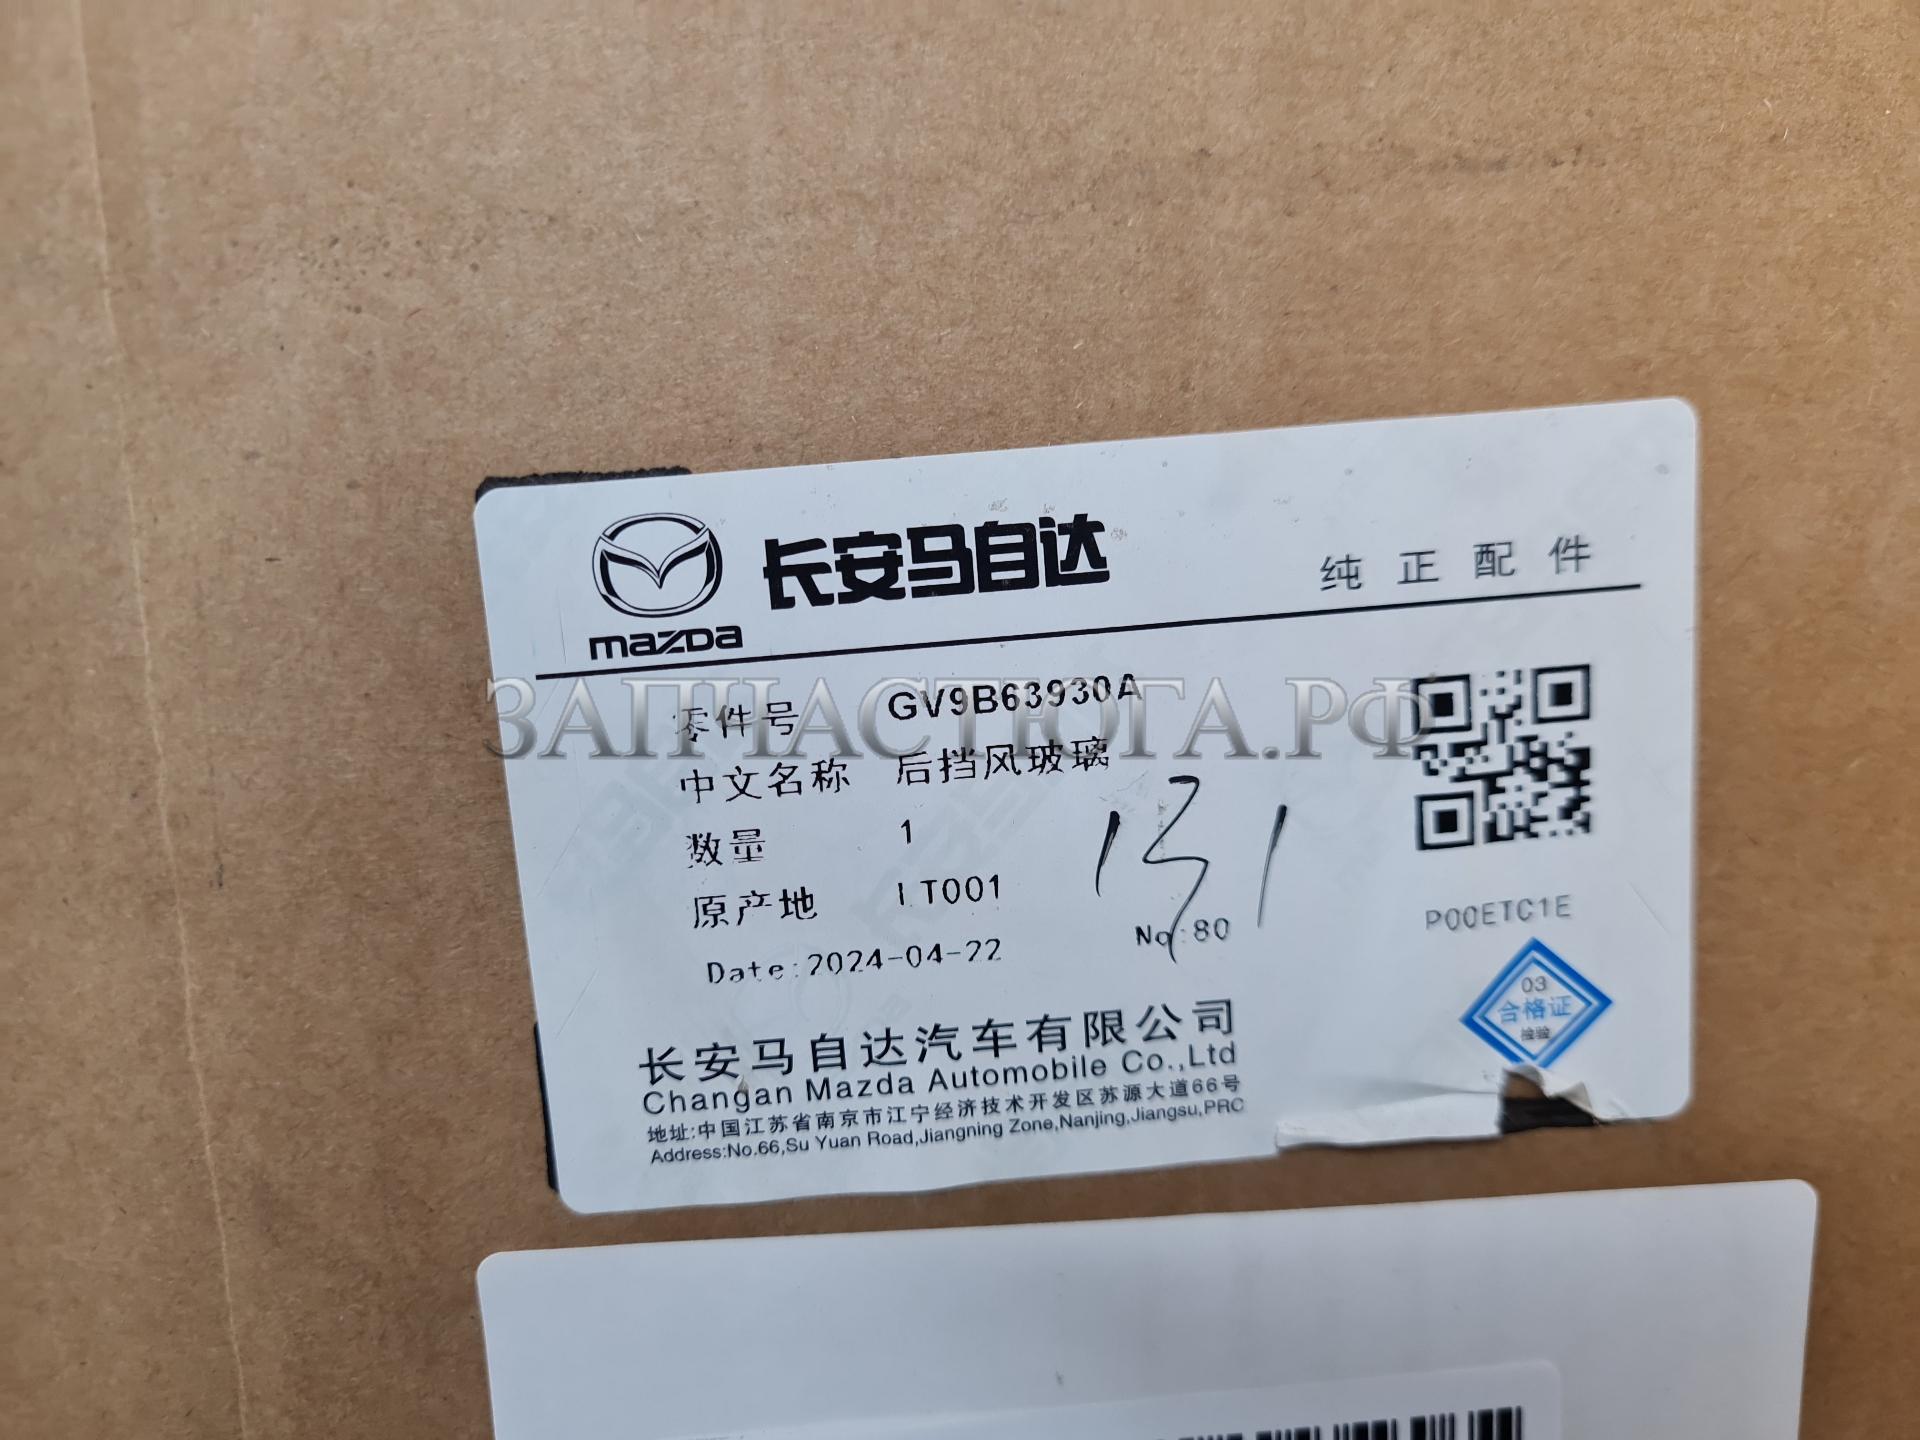 mazda
长安马自达
纯正配件
零件号 GV9B63930A
ЗАПЧАСТЮГА.РФ
中文名称 后挡风玻璃
数量 1
131
原产地 LT001
P00ETC1E
Date:2024-04-22 No:80
03
合格证
检验
长安马自达汽车有限公司
Changan Mazda Automobile Co.,Ltd
地址:中国江苏省南京市江宁经济技术开发区苏源大道66号
Address:No.66,Su Yuan Road,Jiangning Zone,Nanjing,Jiangsu,PRC